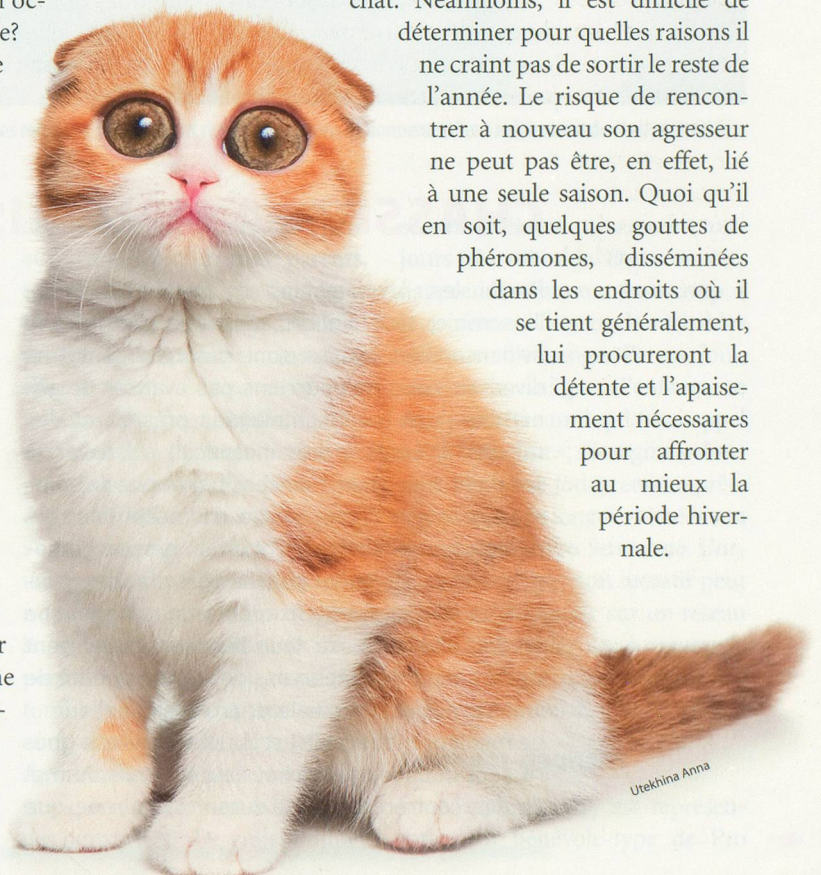 e?
chat. Néanmoins, il est difficile de
déterminer pour quelles raisons il
ne craint pas de sortir le reste de
l’année. Le risque de rencon-
trer à nouveau son agresseur
ne peut pas être, en effet, lié
à une seule saison. Quoi qu’il
en soit, quelques gouttes de
phéromones, disséminées
dans les endroits où il
se tient généralement,
lui procureront la
détente et l’apaise-
ment nécessaires
pour affronter
au mieux la
période hiver-
nale.
Utekhina Anna